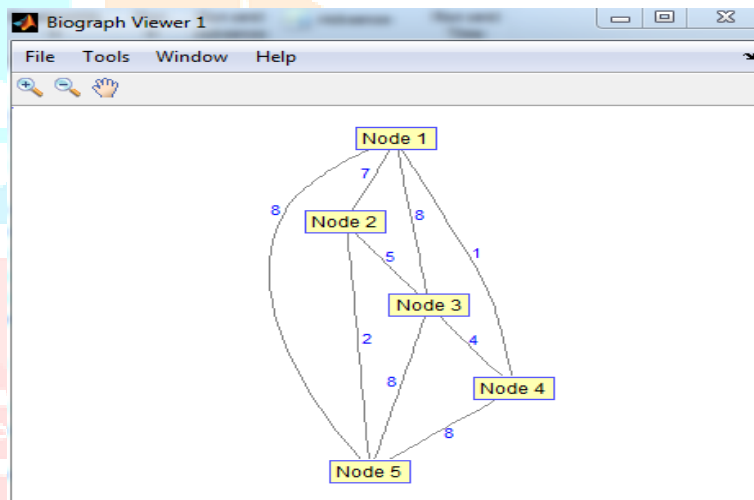 Biograph Viewer 1
File Tools Window Help
Node 1
7
8
Node 2
8
5
1
Node 3
2
4
8
Node 4
8
Node 5